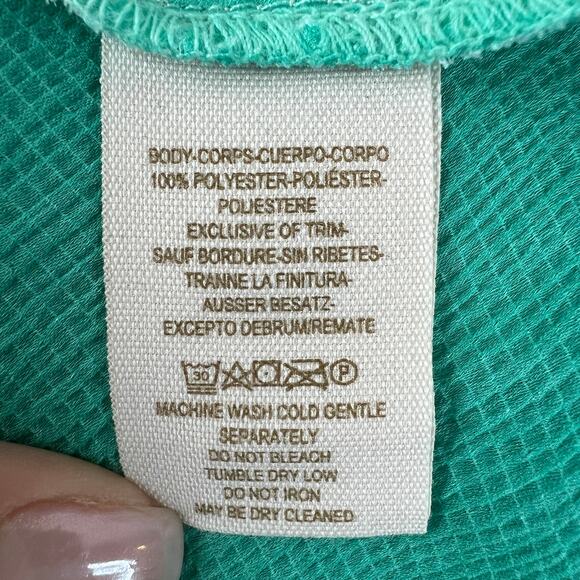 BODY-CORPS-CUERPO-CORPO
100% POLYESTER-POLIÉSTER-
POLIESTERE
EXCLUSIVE OF TRIM-
SAUF BORDURE-SIN RIBETES-
TRANNE LA FINITURA-
AUSSER BESATZ-
EXCEPTO DEBRUM/REMATE
30 P
MACHINE WASH COLD GENTLE
SEPARATELY
DO NOT BLEACH
TUMBLE DRY LOW
DO NOT IRON
MAY BE DRY CLEANED